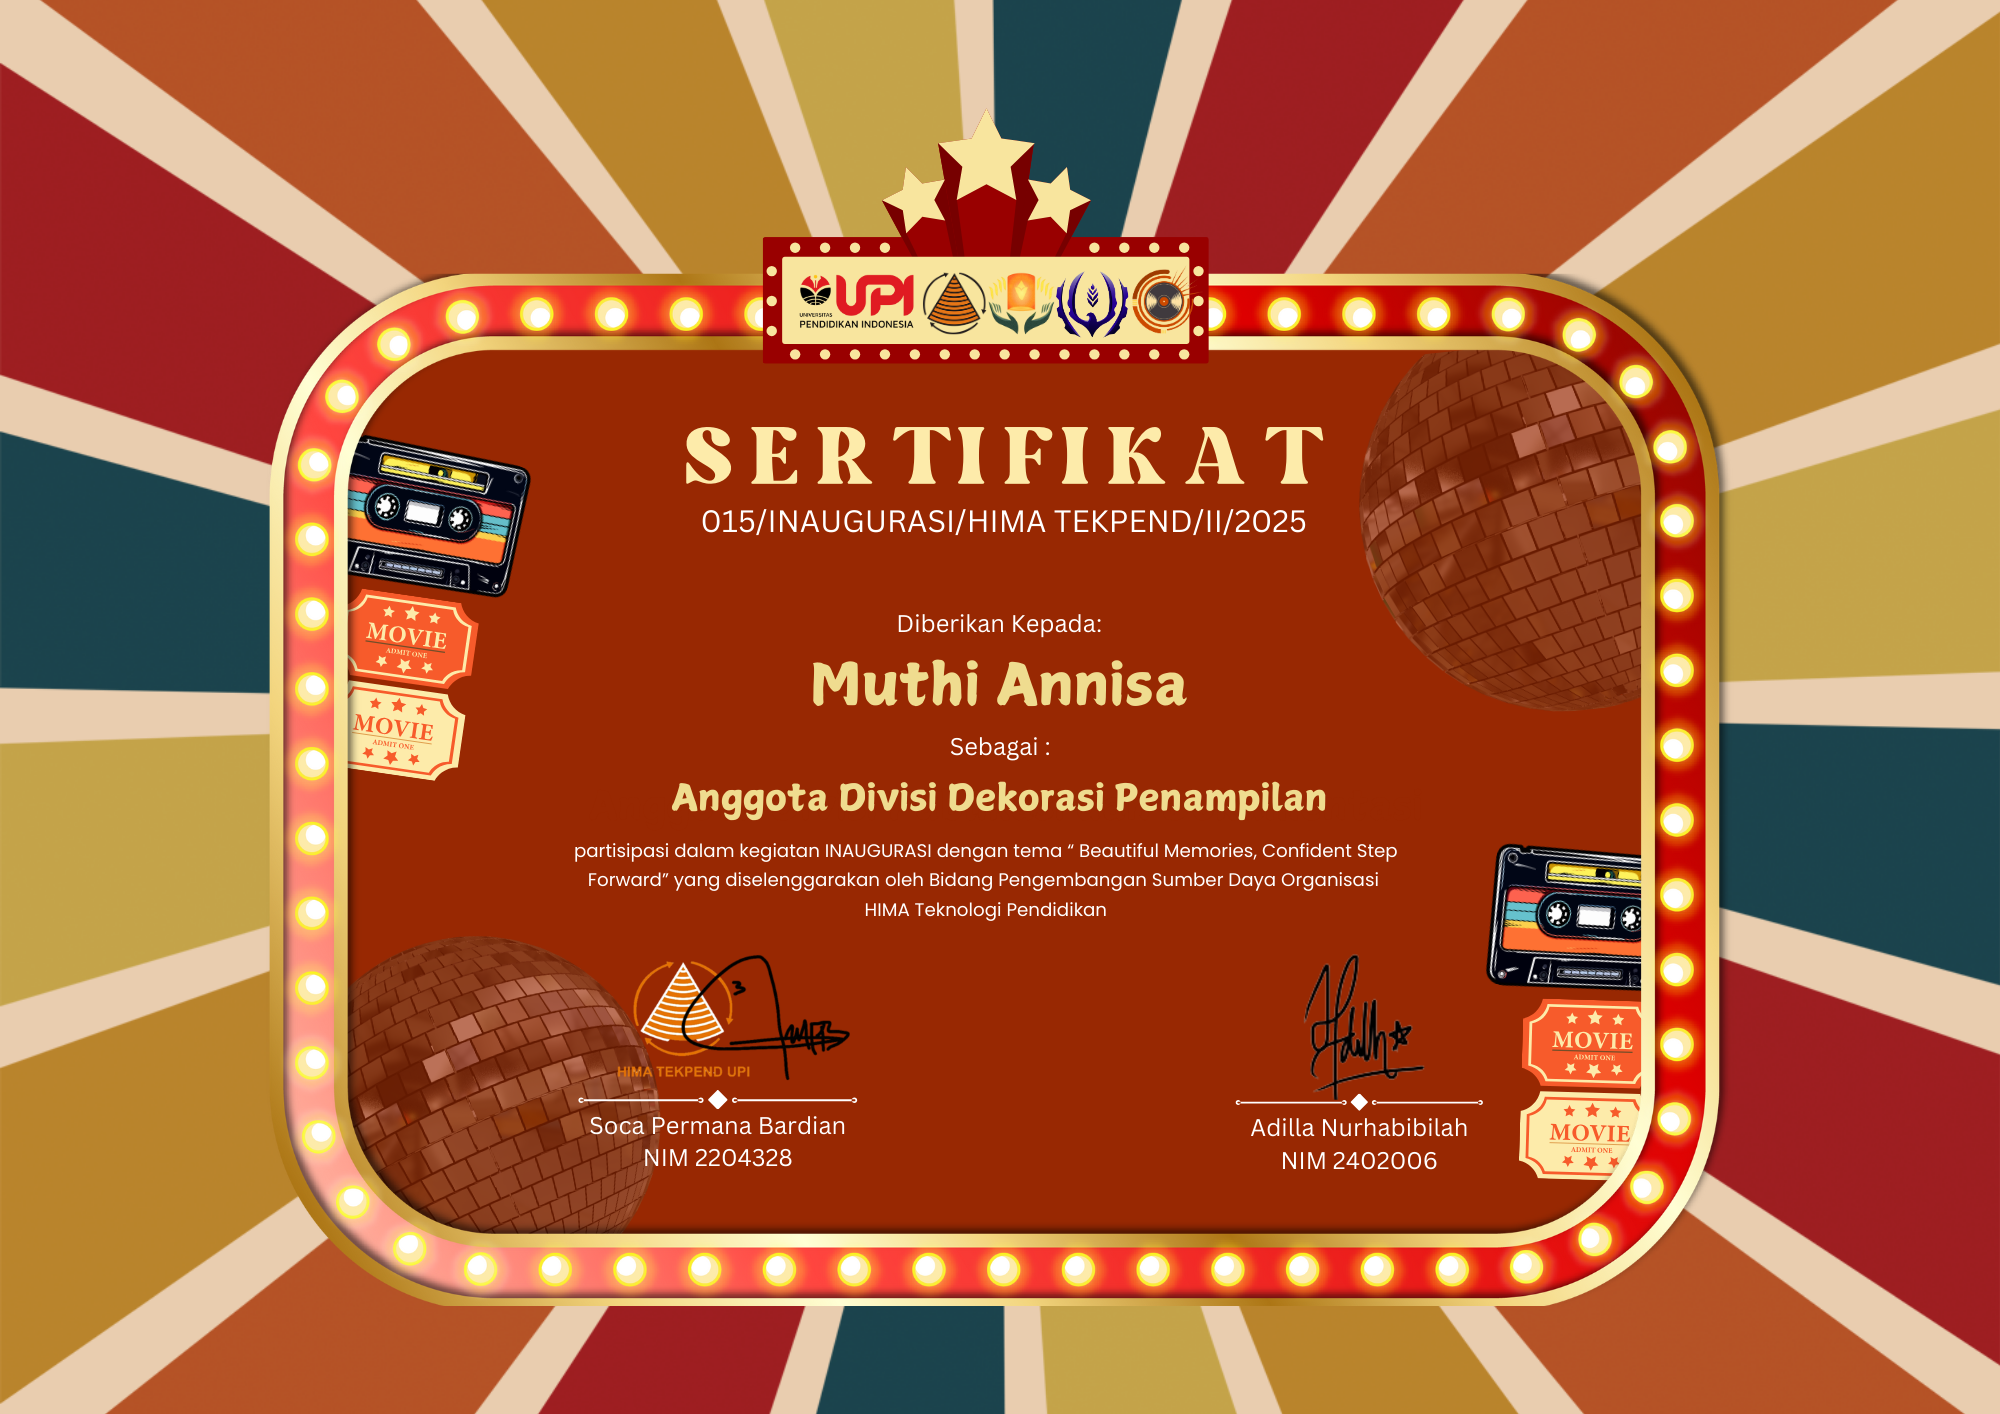 UPI
UNIVERSITAS
PENDIDIKAN INDONESIA
SERTIFIKAT
015/INAUGURASI/HIMA TEKPEND/II/2025
Diberikan Kepada:
Muthi Annisa
Sebagai :
Anggota Divisi Dekorasi Penampilan
partisipasi dalam kegiatan INAUGURASI dengan tema “ Beautiful Memories, Confident Step
Forward” yang diselenggarakan oleh Bidang Pengembangan Sumber Daya Organisasi
HIMA Teknologi Pendidikan
MOVIE
ADMIT ONE
MOVIE
ADMIT ONE
HIMA TEKPEND UPI
Soca Permana Bardian
NIM 2204328
Adilla Nurhabibilah
NIM 2402006
MOVIE
ADMIT ONE
MOVIE
ADMIT ONE